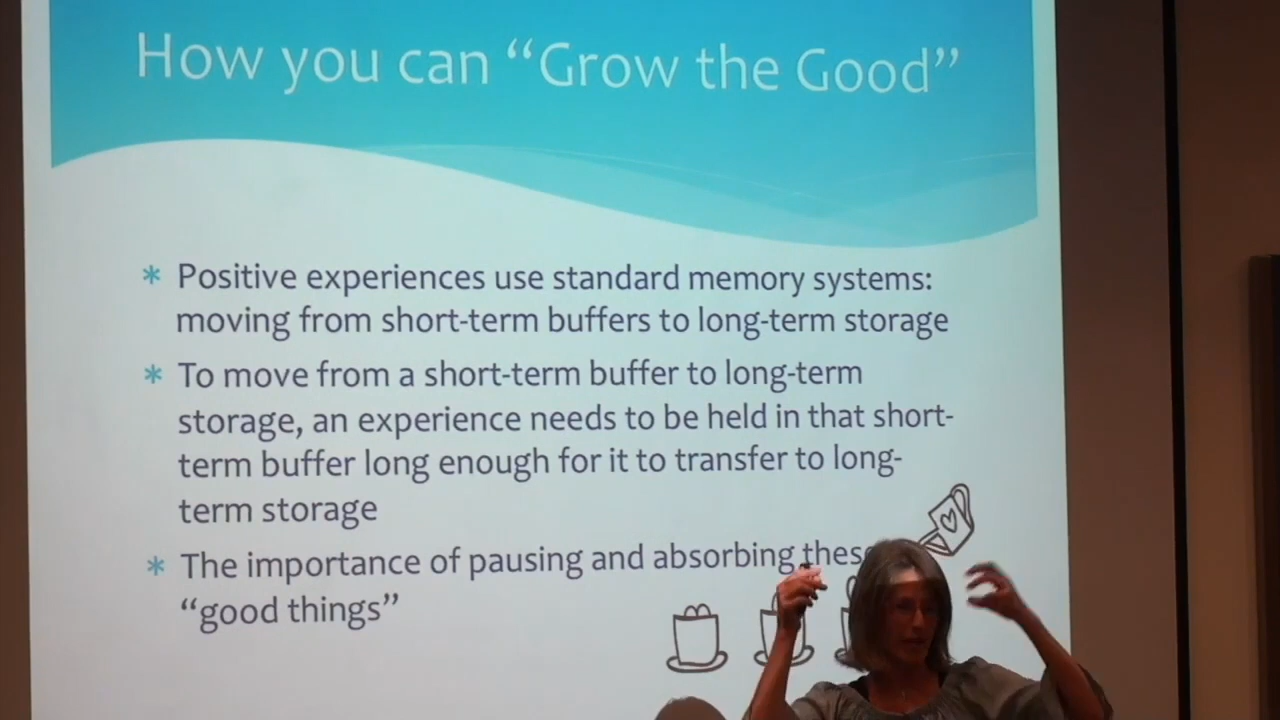 How you can “Grow the Good”
* Positive experiences use standard memory systems:
moving from short-term buffers to long-term storage
* To move from a short-term buffer to long-term
storage, an experience needs to be held in that short-
term buffer long enough for it to transfer to long-
term storage
* The importance of pausing and absorbing these
“good things”